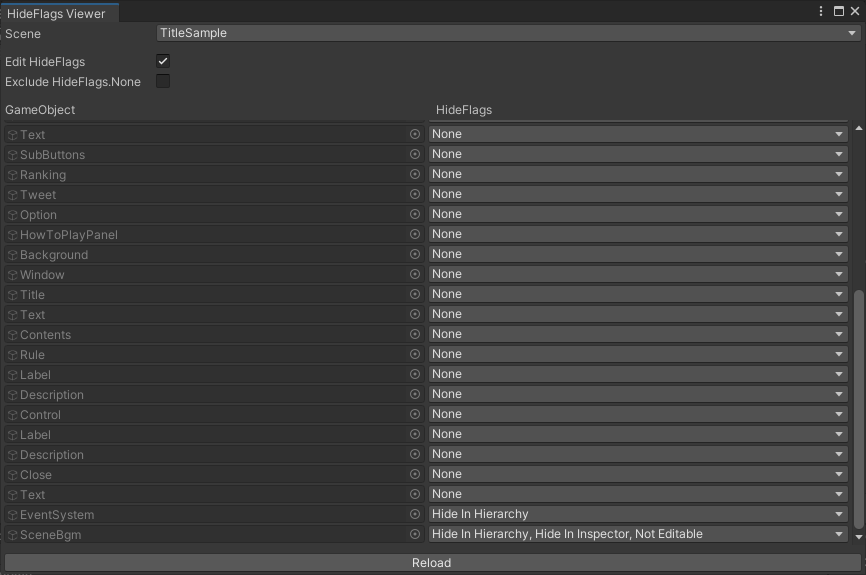 HideFlags Viewer
Scene TitleSample
Edit HideFlags
Exclude HideFlags.None
GameObject HideFlags
Text None
SubButtons None
Ranking None
Tweet None
Option None
HowToPlayPanel None
Background None
Window None
Title None
Text None
Contents None
Rule None
Label None
Description None
Control None
Label None
Description None
Close None
Text None
EventSystem Hide In Hierarchy
SceneBgm Hide In Hierarchy, Hide In Inspector, Not Editable
Reload